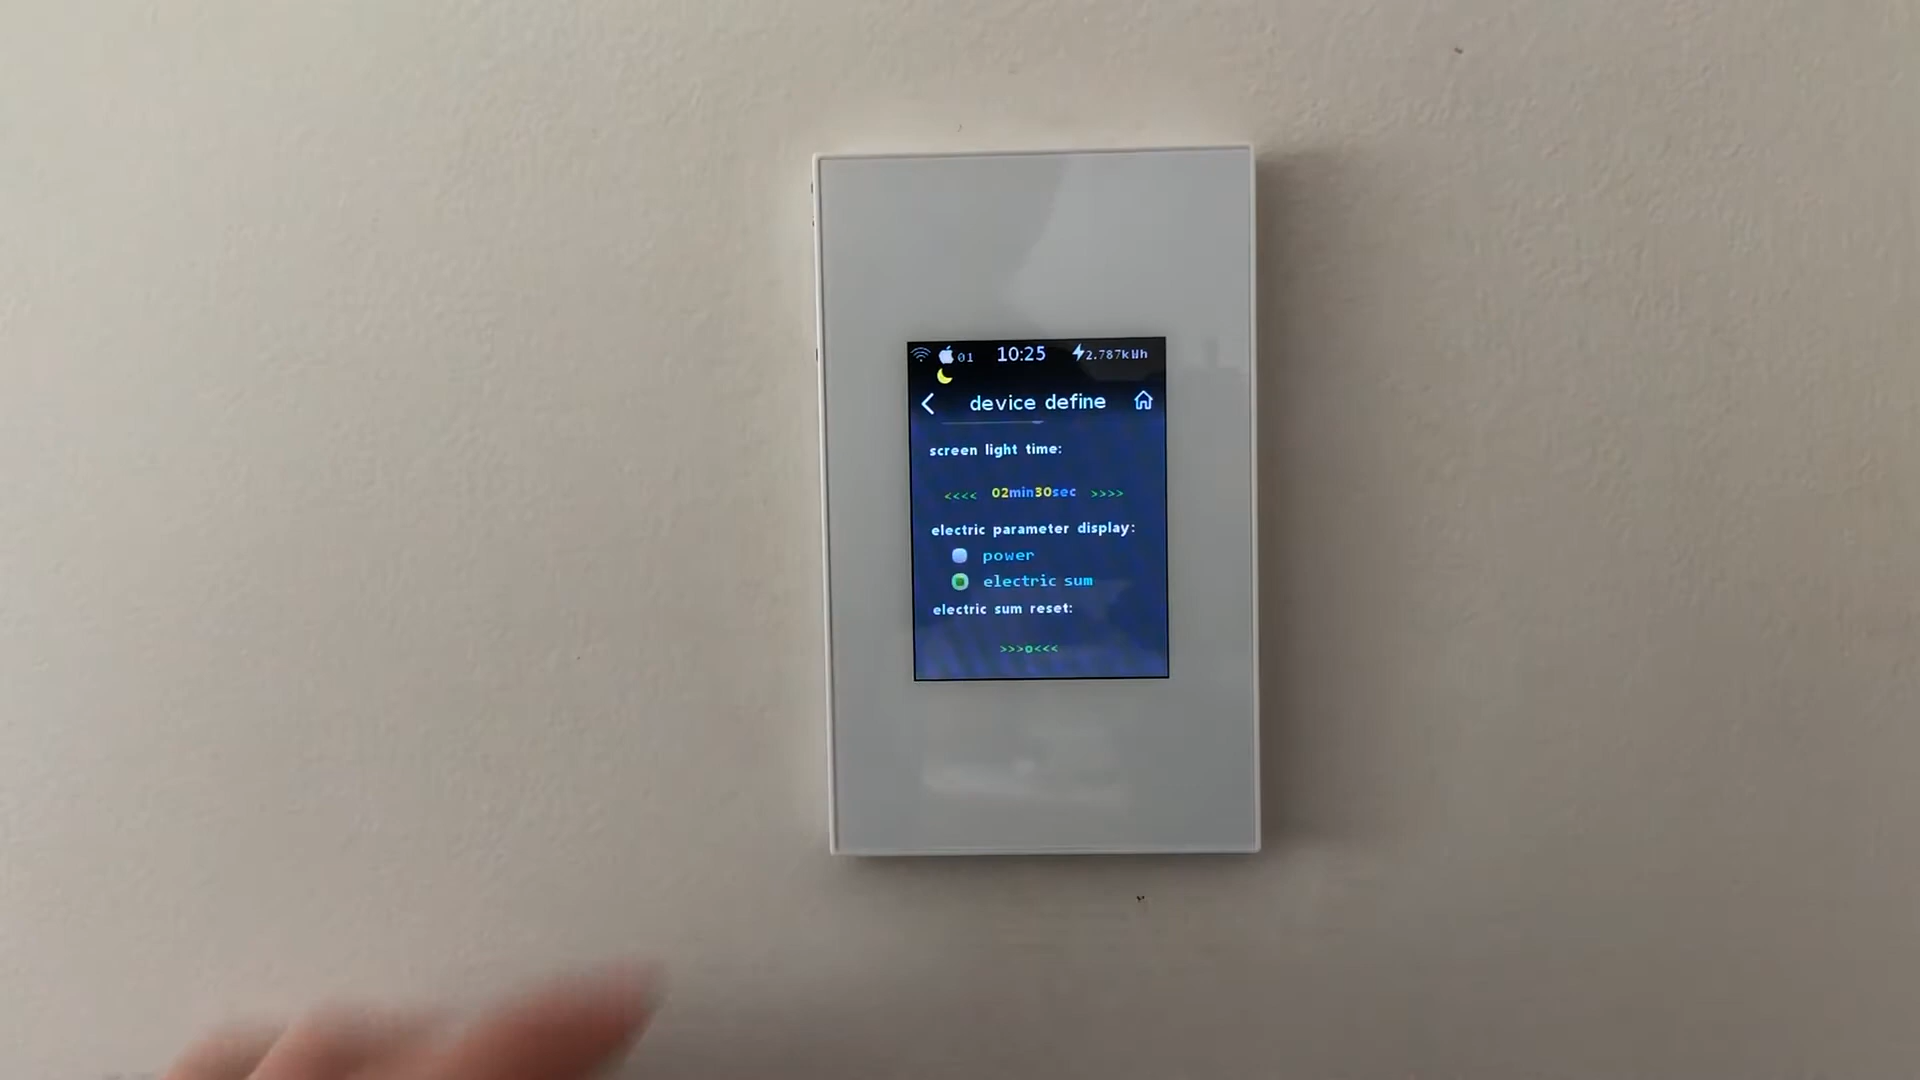 01 10:25 2.787kWh
< device define
screen light time:
<<<< 02min30sec >>>>
electric parameter display:
power
electric sum
electric sum reset:
>>>o<<<